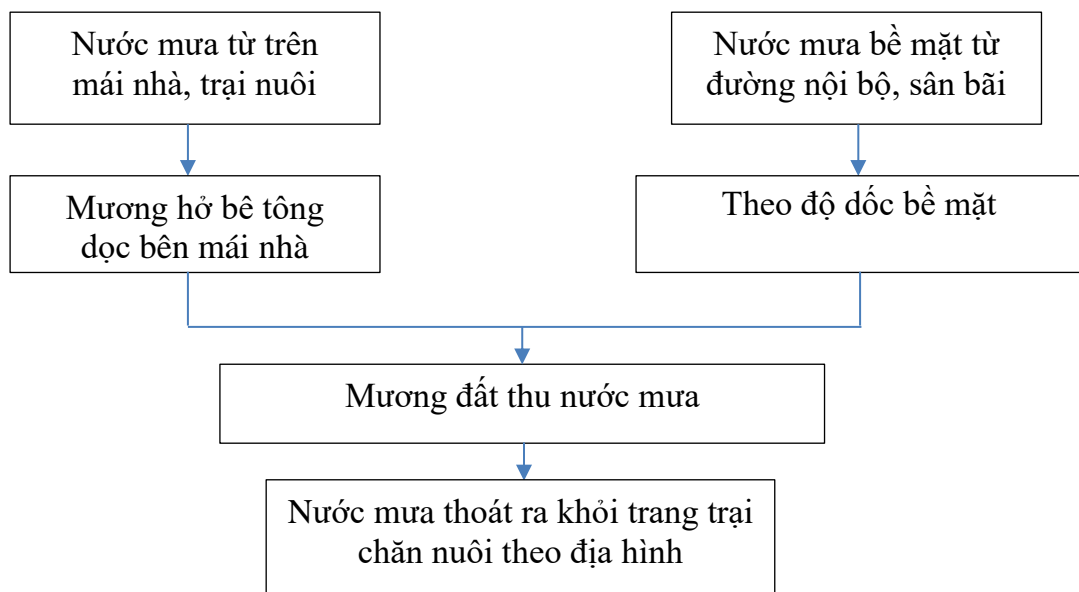 Nước mưa từ trên
mái nhà, trại nuôi
Nước mưa bề mặt từ
đường nội bộ, sân bãi
Mương hở bê tông
dọc bên mái nhà
Theo độ dốc bề mặt
Mương đất thu nước mưa
Nước mưa thoát ra khỏi trang trại
chăn nuôi theo địa hình